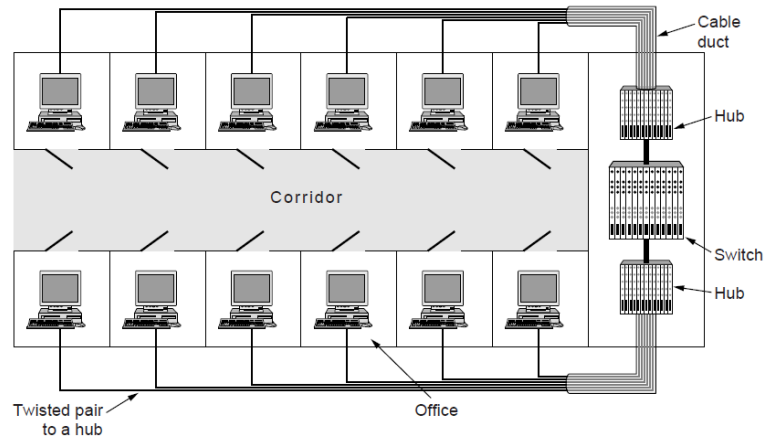 Cable
duct
Hub
Corridor
Switch
Hub
Twisted pair
to a hub
Office